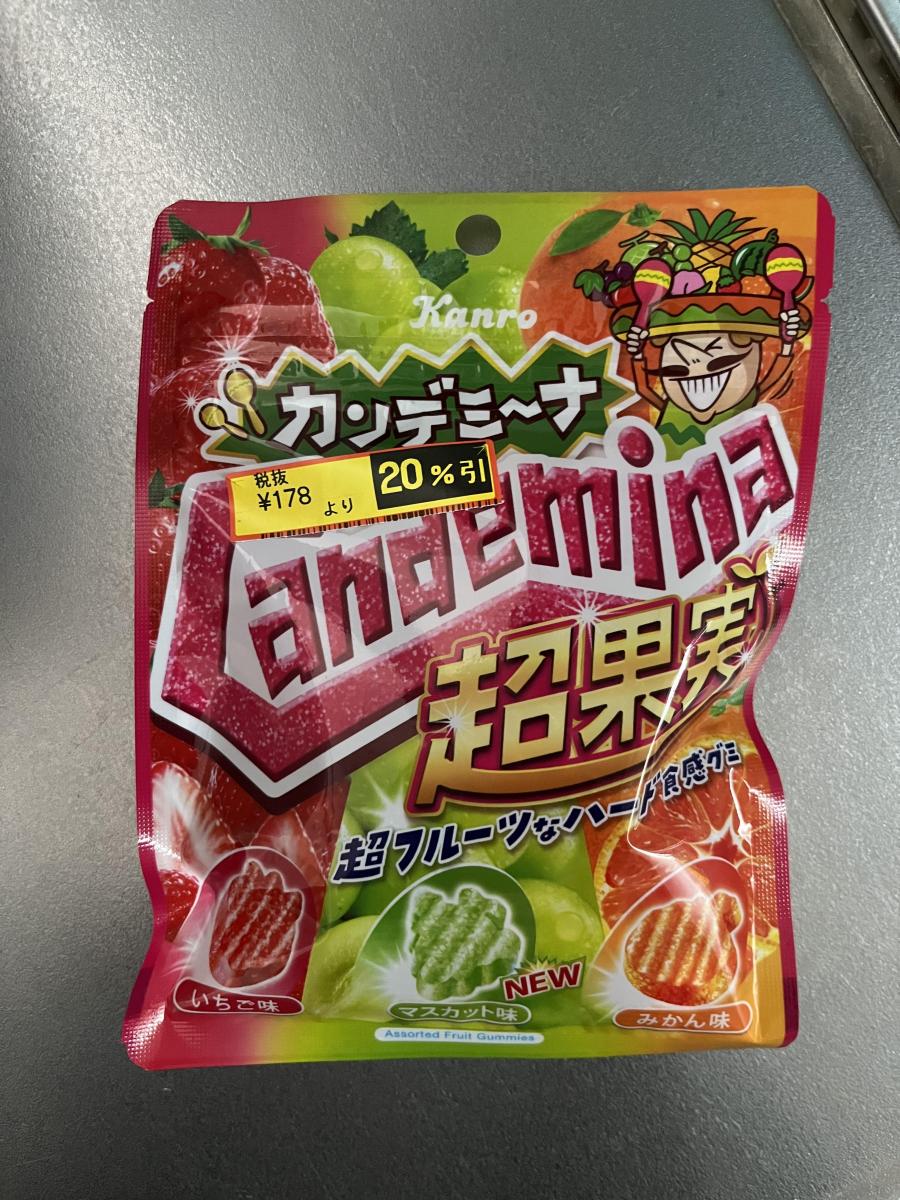 Kanro
カンデミ〜ナ
税抜
¥178 より
20%引
Candemina
超果実
超フルーツなハード食感グミ
いちご味
マスカット味
NEW
みかん味
Assorted Fruit Gummies